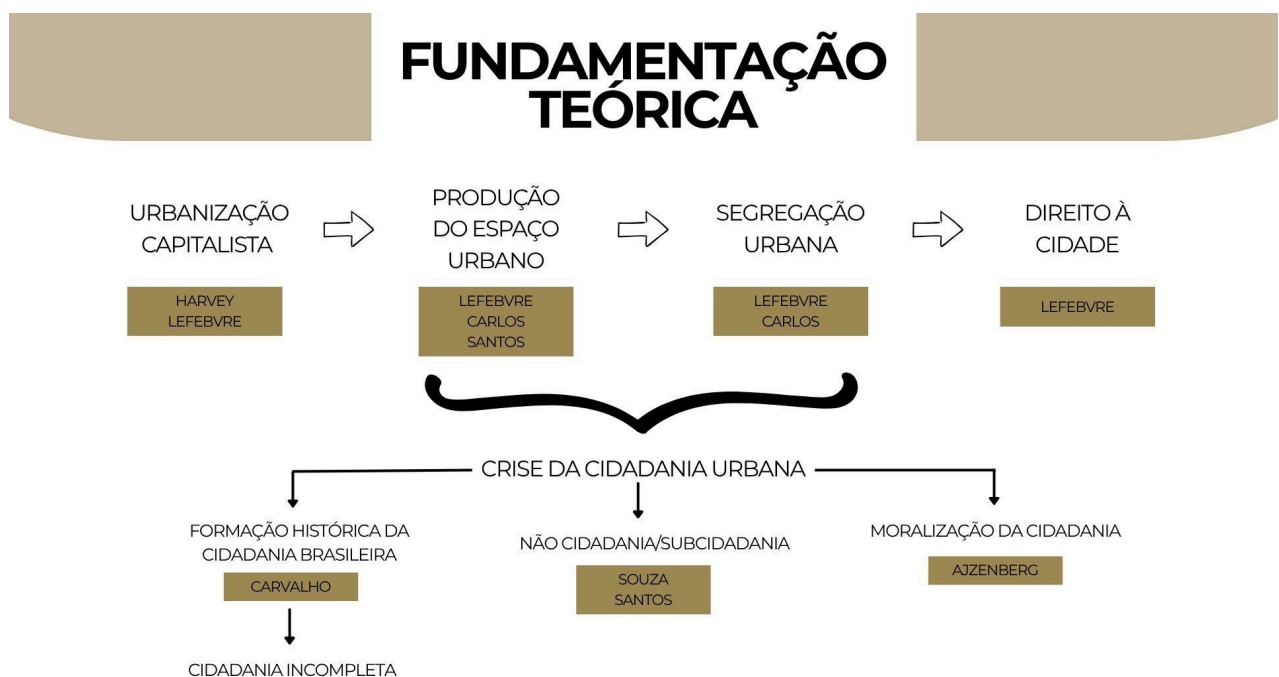 FUNDAMENTAÇÃO
TEÓRICA
URBANIZAÇÃO
CAPITALISTA
HARVEY
LEFEBVRE
PRODUÇÃO
DO ESPAÇO
URBANO
LEFEBVRE
CARLOS
SANTOS
SEGREGAÇÃO
URBANA
LEFEBVRE
CARLOS
DIREITO À
CIDADE
LEFEBVRE
CRISE DA CIDADANIA URBANA
FORMAÇÃO HISTÓRICA DA
CIDADANIA BRASILEIRA
CARVALHO
CIDADANIA INCOMPLETA
NÃO CIDADANIA/SUBCIDADANIA
SOUZA
SANTOS
MORALIZAÇÃO DA CIDADANIA
AJZENBERG